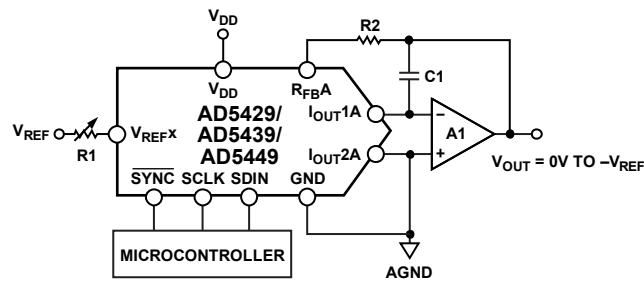 VDD
R2
VDD
RFBA
C1
AD5429/
AD5439/
AD5449
IOUT1A
IOUT2A
VREF
R1
VREFx
A1
VOUT = 0V TO –VREF
SYNC SCLK SDIN GND
MICROCONTROLLER
AGND